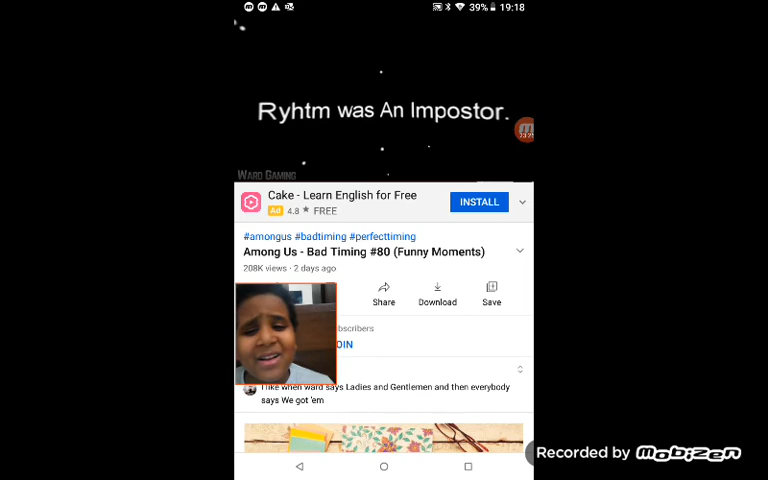 39% 19:18
Ryhtm was An Impostor.
WARD GAMING
Cake - Learn English for Free
INSTALL
Ad 4.8 ★ FREE
#amongus #badtiming #perfecttiming
Among Us - Bad Timing #80 (Funny Moments)
208K views · 2 days ago
Share Download Save
bscribers
OIN
I like when ward says Ladies and Gentlemen and then everybody
says We got 'em
Recorded by mobizen